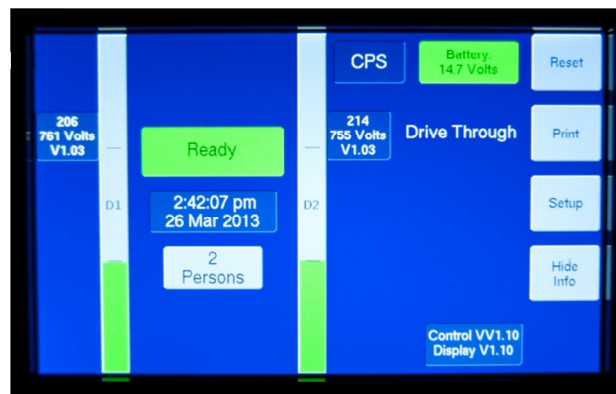 CPS
Battery:
14.7 Volts
Reset
206
761 Volts
V1.03
Ready
214
755 Volts
V1.03
Drive Through
Print
D1
2:42:07 pm
26 Mar 2013
D2
Setup
2
Persons
Hide
Info
Control VV1.10
Display V1.10